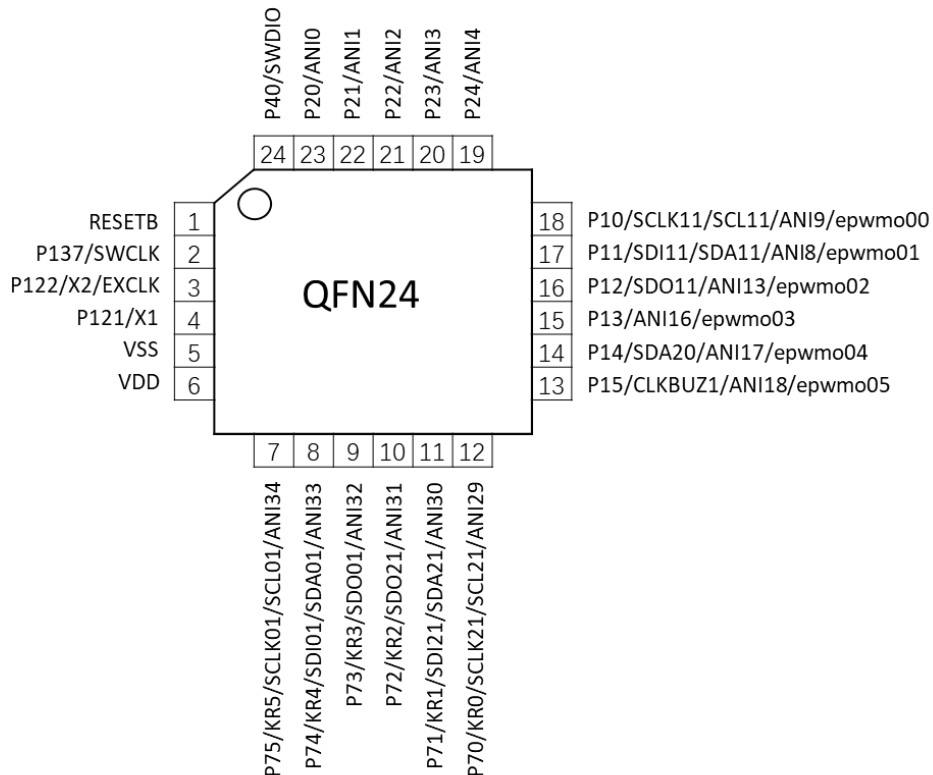 P40/SWDIO
P20/ANI0
P21/ANI1
P22/ANI2
P23/ANI3
P24/ANI4
24 23 22 21 20 19
RESETB 1
P137/SWCLK 2
P122/X2/EXCLK 3
P121/X1 4
VSS 5
VDD 6
QFN24
18 P10/SCLK11/SCL11/ANI9/epwmo00
17 P11/SDI11/SDA11/ANI8/epwmo01
16 P12/SDO11/ANI13/epwmo02
15 P13/ANI16/epwmo03
14 P14/SDA20/ANI17/epwmo04
13 P15/CLKBUZ1/ANI18/epwmo05
7 8 9 10 11 12
P75/KR5/SCLK01/SCL01/ANI34
P74/KR4/SDI01/SDA01/ANI33
P73/KR3/SDO01/ANI32
P72/KR2/SDO21/ANI31
P71/KR1/SDI21/SDA21/ANI30
P70/KR0/SCLK21/SCL21/ANI29